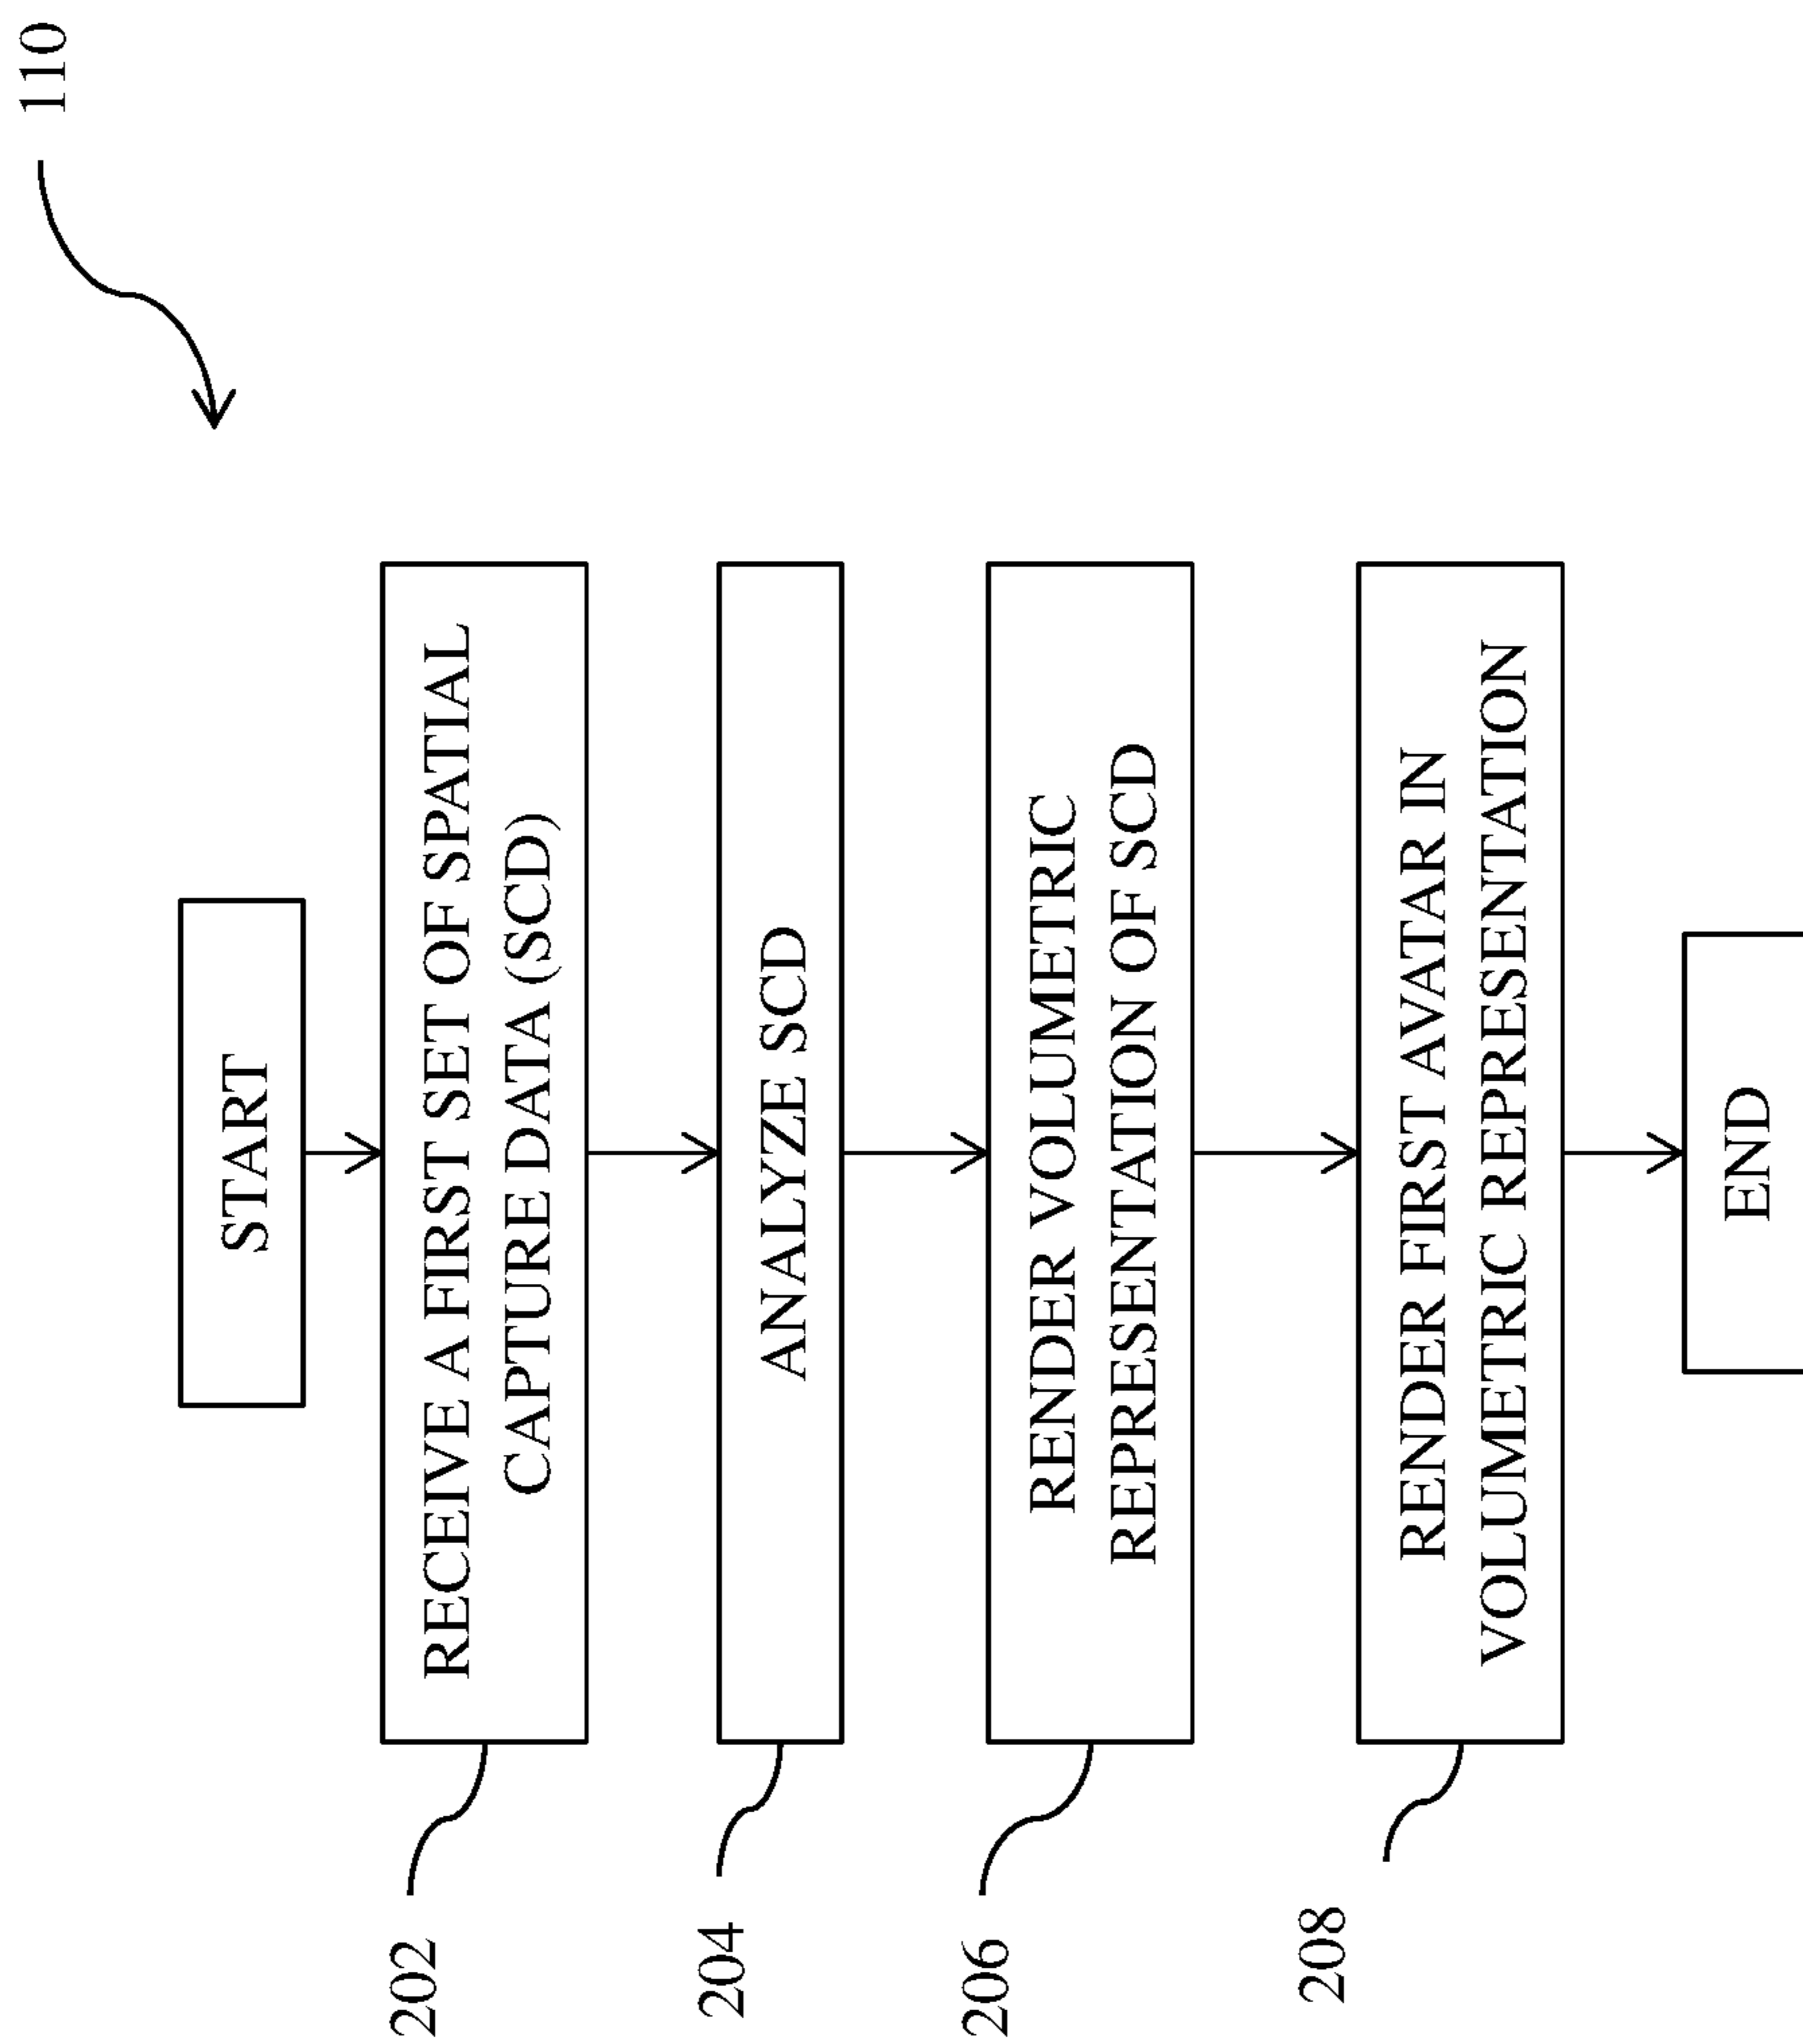 110
START
202
RECEIVE A FIRST SET OF SPATIAL
CAPTURE DATA (SCD)
204
ANALYZE SCD
206
RENDER VOLUMETRIC
REPRESENTATION OF SCD
208
RENDER FIRST AVATAR IN
VOLUMETRIC REPRESENTATION
END